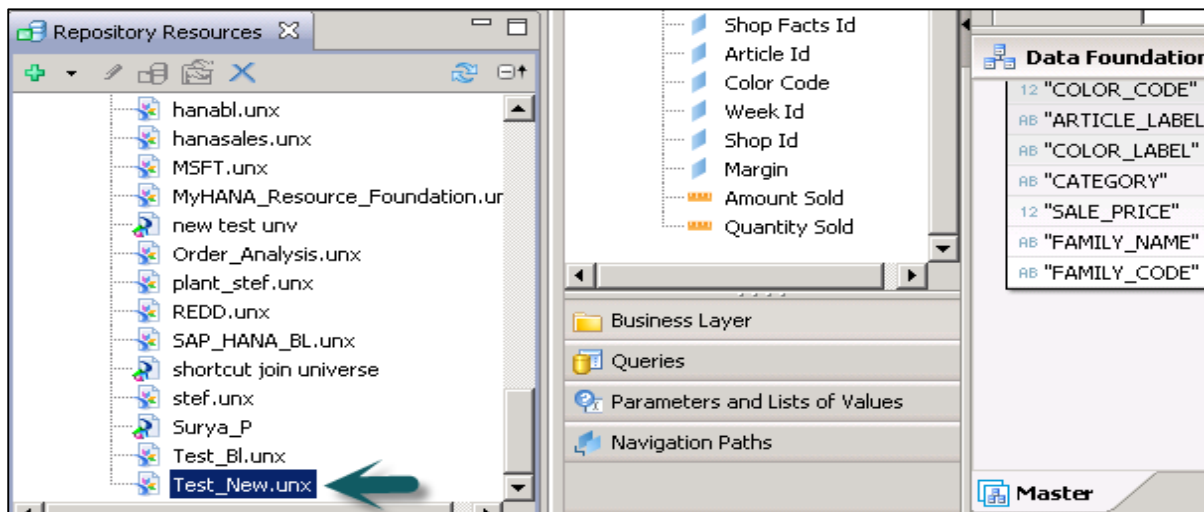 Repository Resources
hanabl.unx
hanasales.unx
MSFT.unx
MyHANA_Resource_Foundation.ur
new test unv
Order_Analysis.unx
plant_stef.unx
REDD.unx
SAP_HANA_BL.unx
shortcut join universe
stef.unx
Surya_P
Test_Bl.unx
Test_New.unx
Shop Facts Id
Article Id
Color Code
Week Id
Shop Id
Margin
Amount Sold
Quantity Sold
Business Layer
Queries
Parameters and Lists of Values
Navigation Paths
Data Foundation
12 "COLOR_CODE"
AB "ARTICLE_LABEL
AB "COLOR_LABEL"
AB "CATEGORY"
12 "SALE_PRICE"
AB "FAMILY_NAME"
AB "FAMILY_CODE"
Master